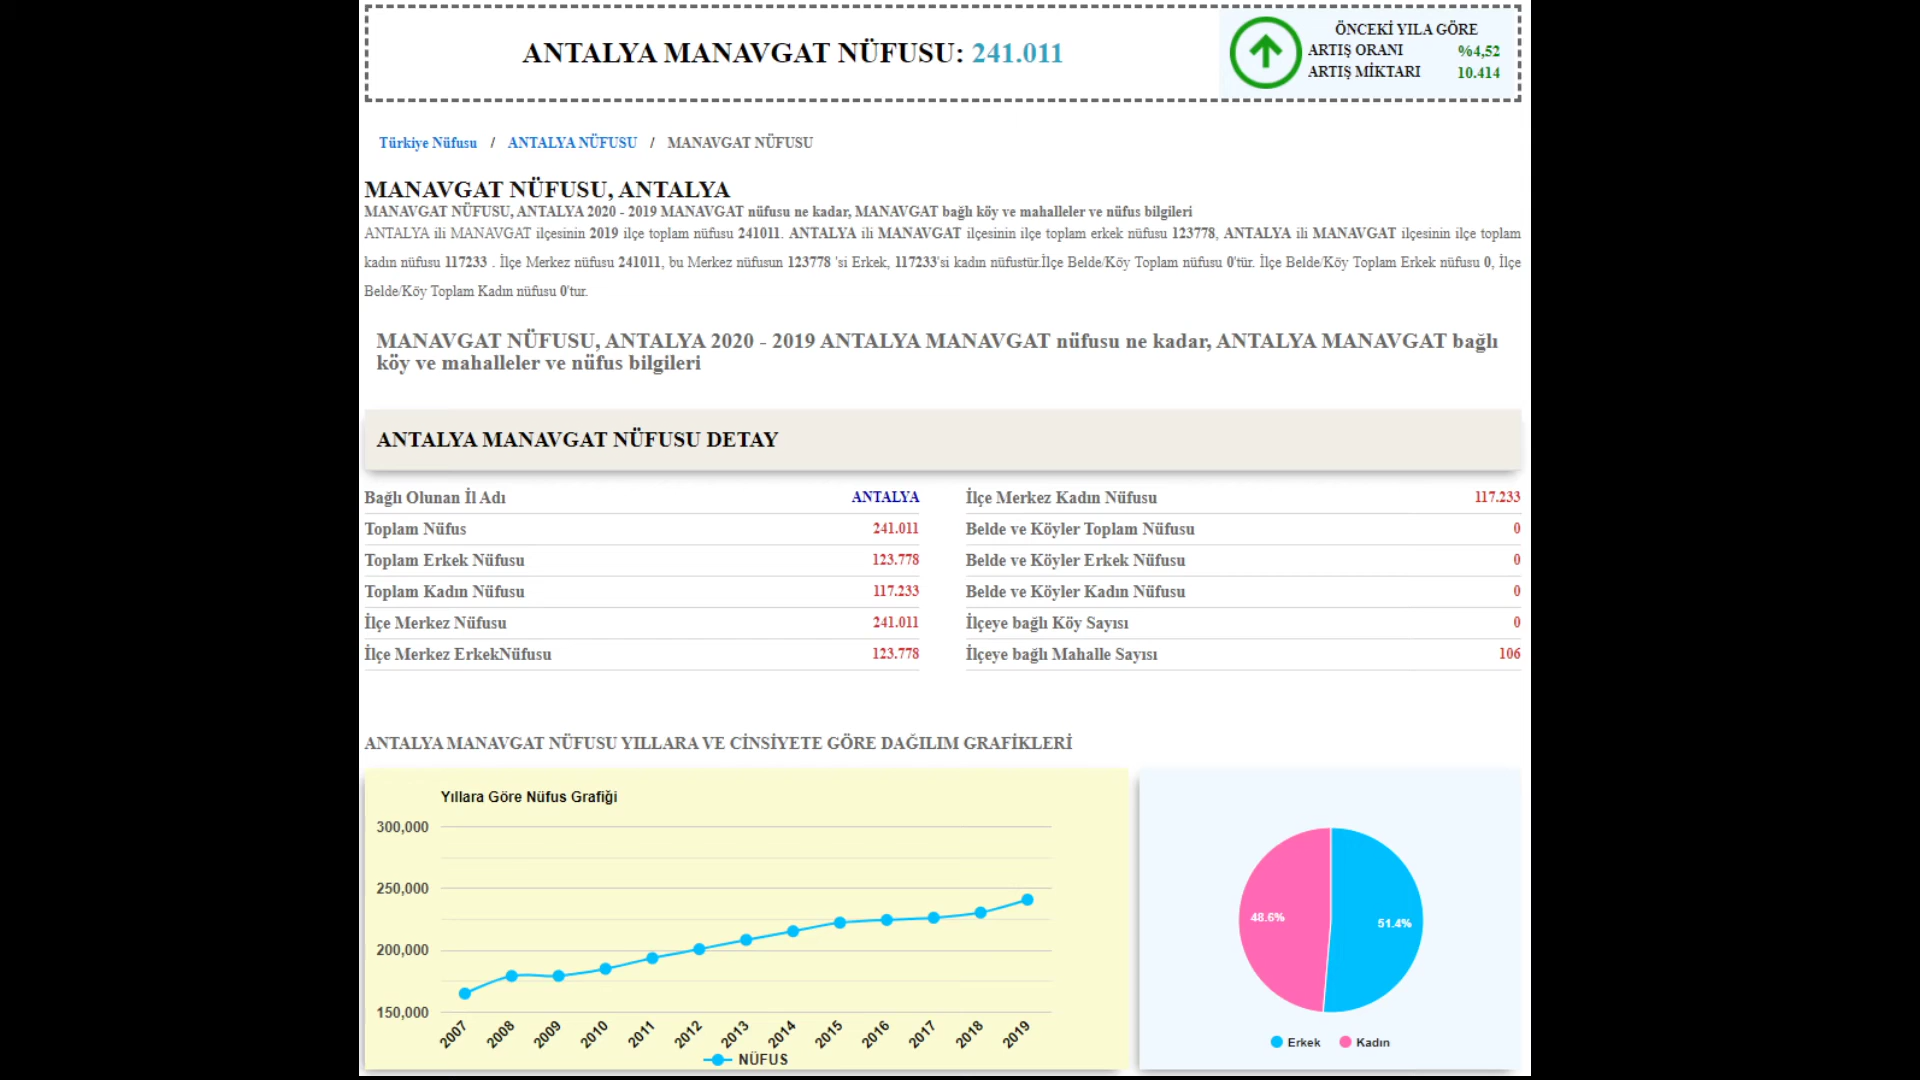 ANTALYA MANAVGAT NÜFUSU: 241.011
ÖNCEKİ YILA GÖRE
ARTIŞ ORANI %4,52
ARTIŞ MİKTARI 10.414
Türkiye Nüfusu / ANTALYA NÜFUSU / MANAVGAT NÜFUSU
MANAVGAT NÜFUSU, ANTALYA
MANAVGAT NÜFUSU, ANTALYA 2020 - 2019 MANAVGAT nüfusu ne kadar, MANAVGAT bağlı köy ve mahalleler ve nüfus bilgileri
ANTALYA ili MANAVGAT ilçesinin 2019 ilçe toplam nüfusu 241011. ANTALYA ili MANAVGAT ilçesinin ilçe toplam erkek nüfusu 123778, ANTALYA ili MANAVGAT ilçesinin ilçe toplam
kadın nüfusu 117233 . İlçe Merkez nüfusu 241011, bu Merkez nüfusun 123778 'si Erkek, 117233'si kadın nüfustür.İlçe Belde/Köy Toplam nüfusu 0'tür. İlçe Belde/Köy Toplam Erkek nüfusu 0, İlçe
Belde/Köy Toplam Kadın nüfusu 0'tur.
MANAVGAT NÜFUSU, ANTALYA 2020 - 2019 ANTALYA MANAVGAT nüfusu ne kadar, ANTALYA MANAVGAT bağlı
köy ve mahalleler ve nüfus bilgileri
ANTALYA MANAVGAT NÜFUSU DETAY
Bağlı Olunan İl Adı ANTALYA
Toplam Nüfus 241.011
Toplam Erkek Nüfusu 123.778
Toplam Kadın Nüfusu 117.233
İlçe Merkez Nüfusu 241.011
İlçe Merkez ErkekNüfusu 123.778
İlçe Merkez Kadın Nüfusu 117.233
Belde ve Köyler Toplam Nüfusu 0
Belde ve Köyler Erkek Nüfusu 0
Belde ve Köyler Kadın Nüfusu 0
İlçeye bağlı Köy Sayısı 0
İlçeye bağlı Mahalle Sayısı 106
ANTALYA MANAVGAT NÜFUSU YILLARA VE CİNSİYETE GÖRE DAĞILIM GRAFİKLERİ
Yıllara Göre Nüfus Grafiği
300,000
250,000
200,000
150,000
2007 2008 2009 2010 2011 2012 2013 2014 2015 2016 2017 2018 2019
NÜFUS
48.6%
51.4%
Erkek Kadın